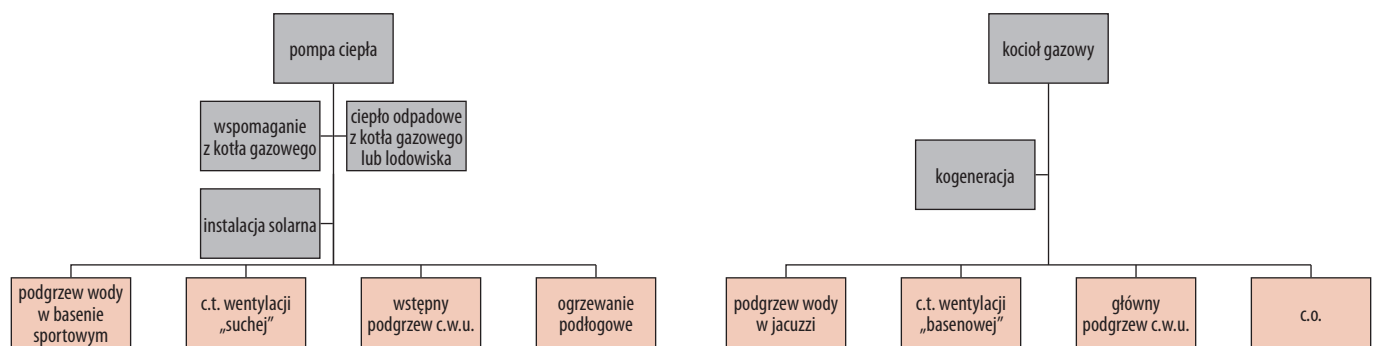 pompa ciepła
wspomaganie
z kotła gazowego
ciepło odpadowe
z kotła gazowego
lub lodowiska
instalacja solarna
podgrzew wody
w basenie
sportowym
c.t. wentylacji
„suchej”
wstępny
podgrzew c.w.u.
ogrzewanie
podłogowe
kocioł gazowy
kogeneracja
podgrzew wody
w jacuzzi
c.t. wentylacji
„basenowej”
główny
podgrzew c.w.u.
c.o.